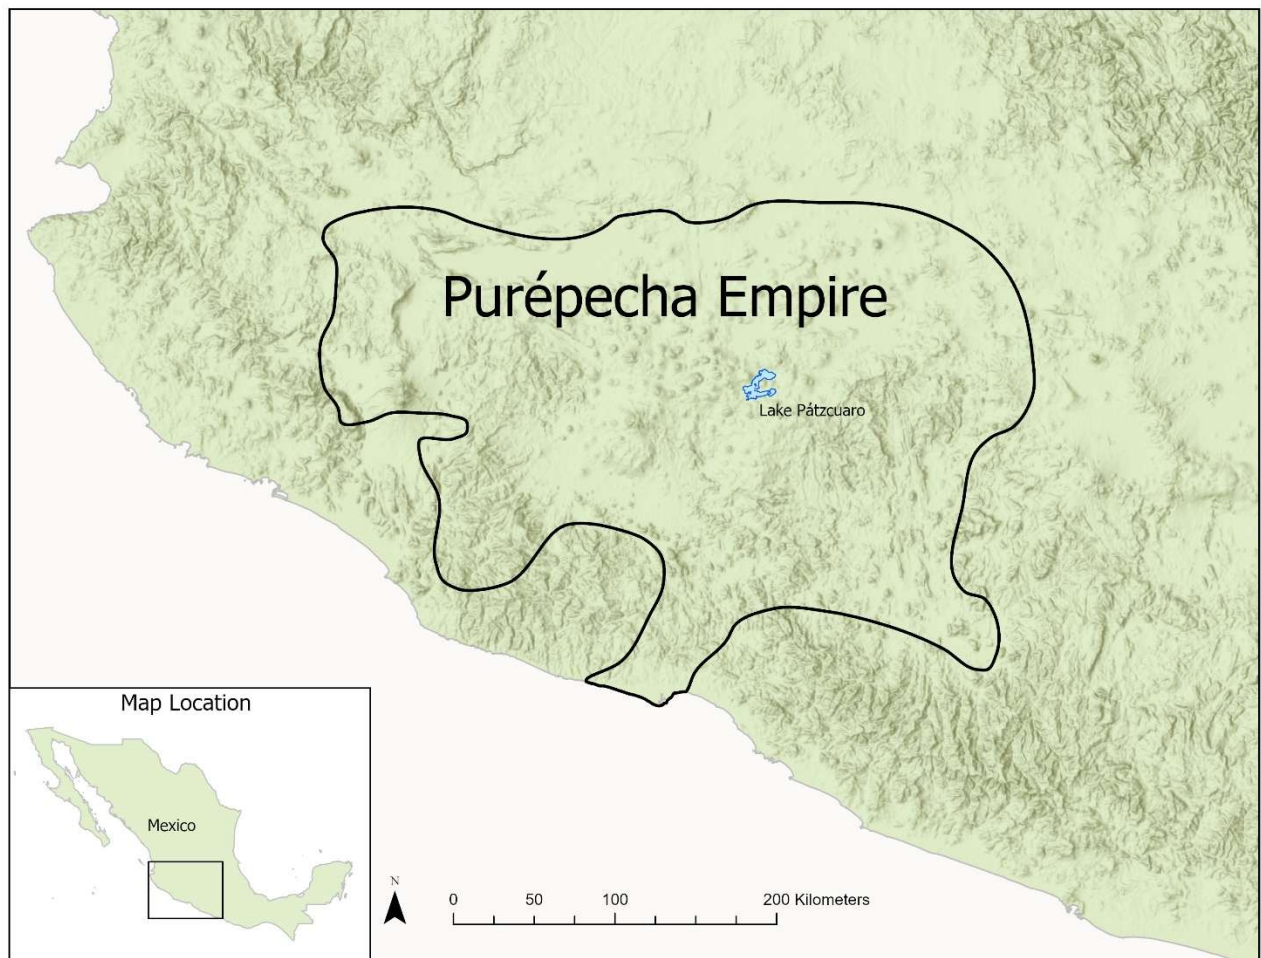 Purépecha Empire
Lake Pátzcuaro
Map Location
Mexico
N
0 50 100 200 Kilometers